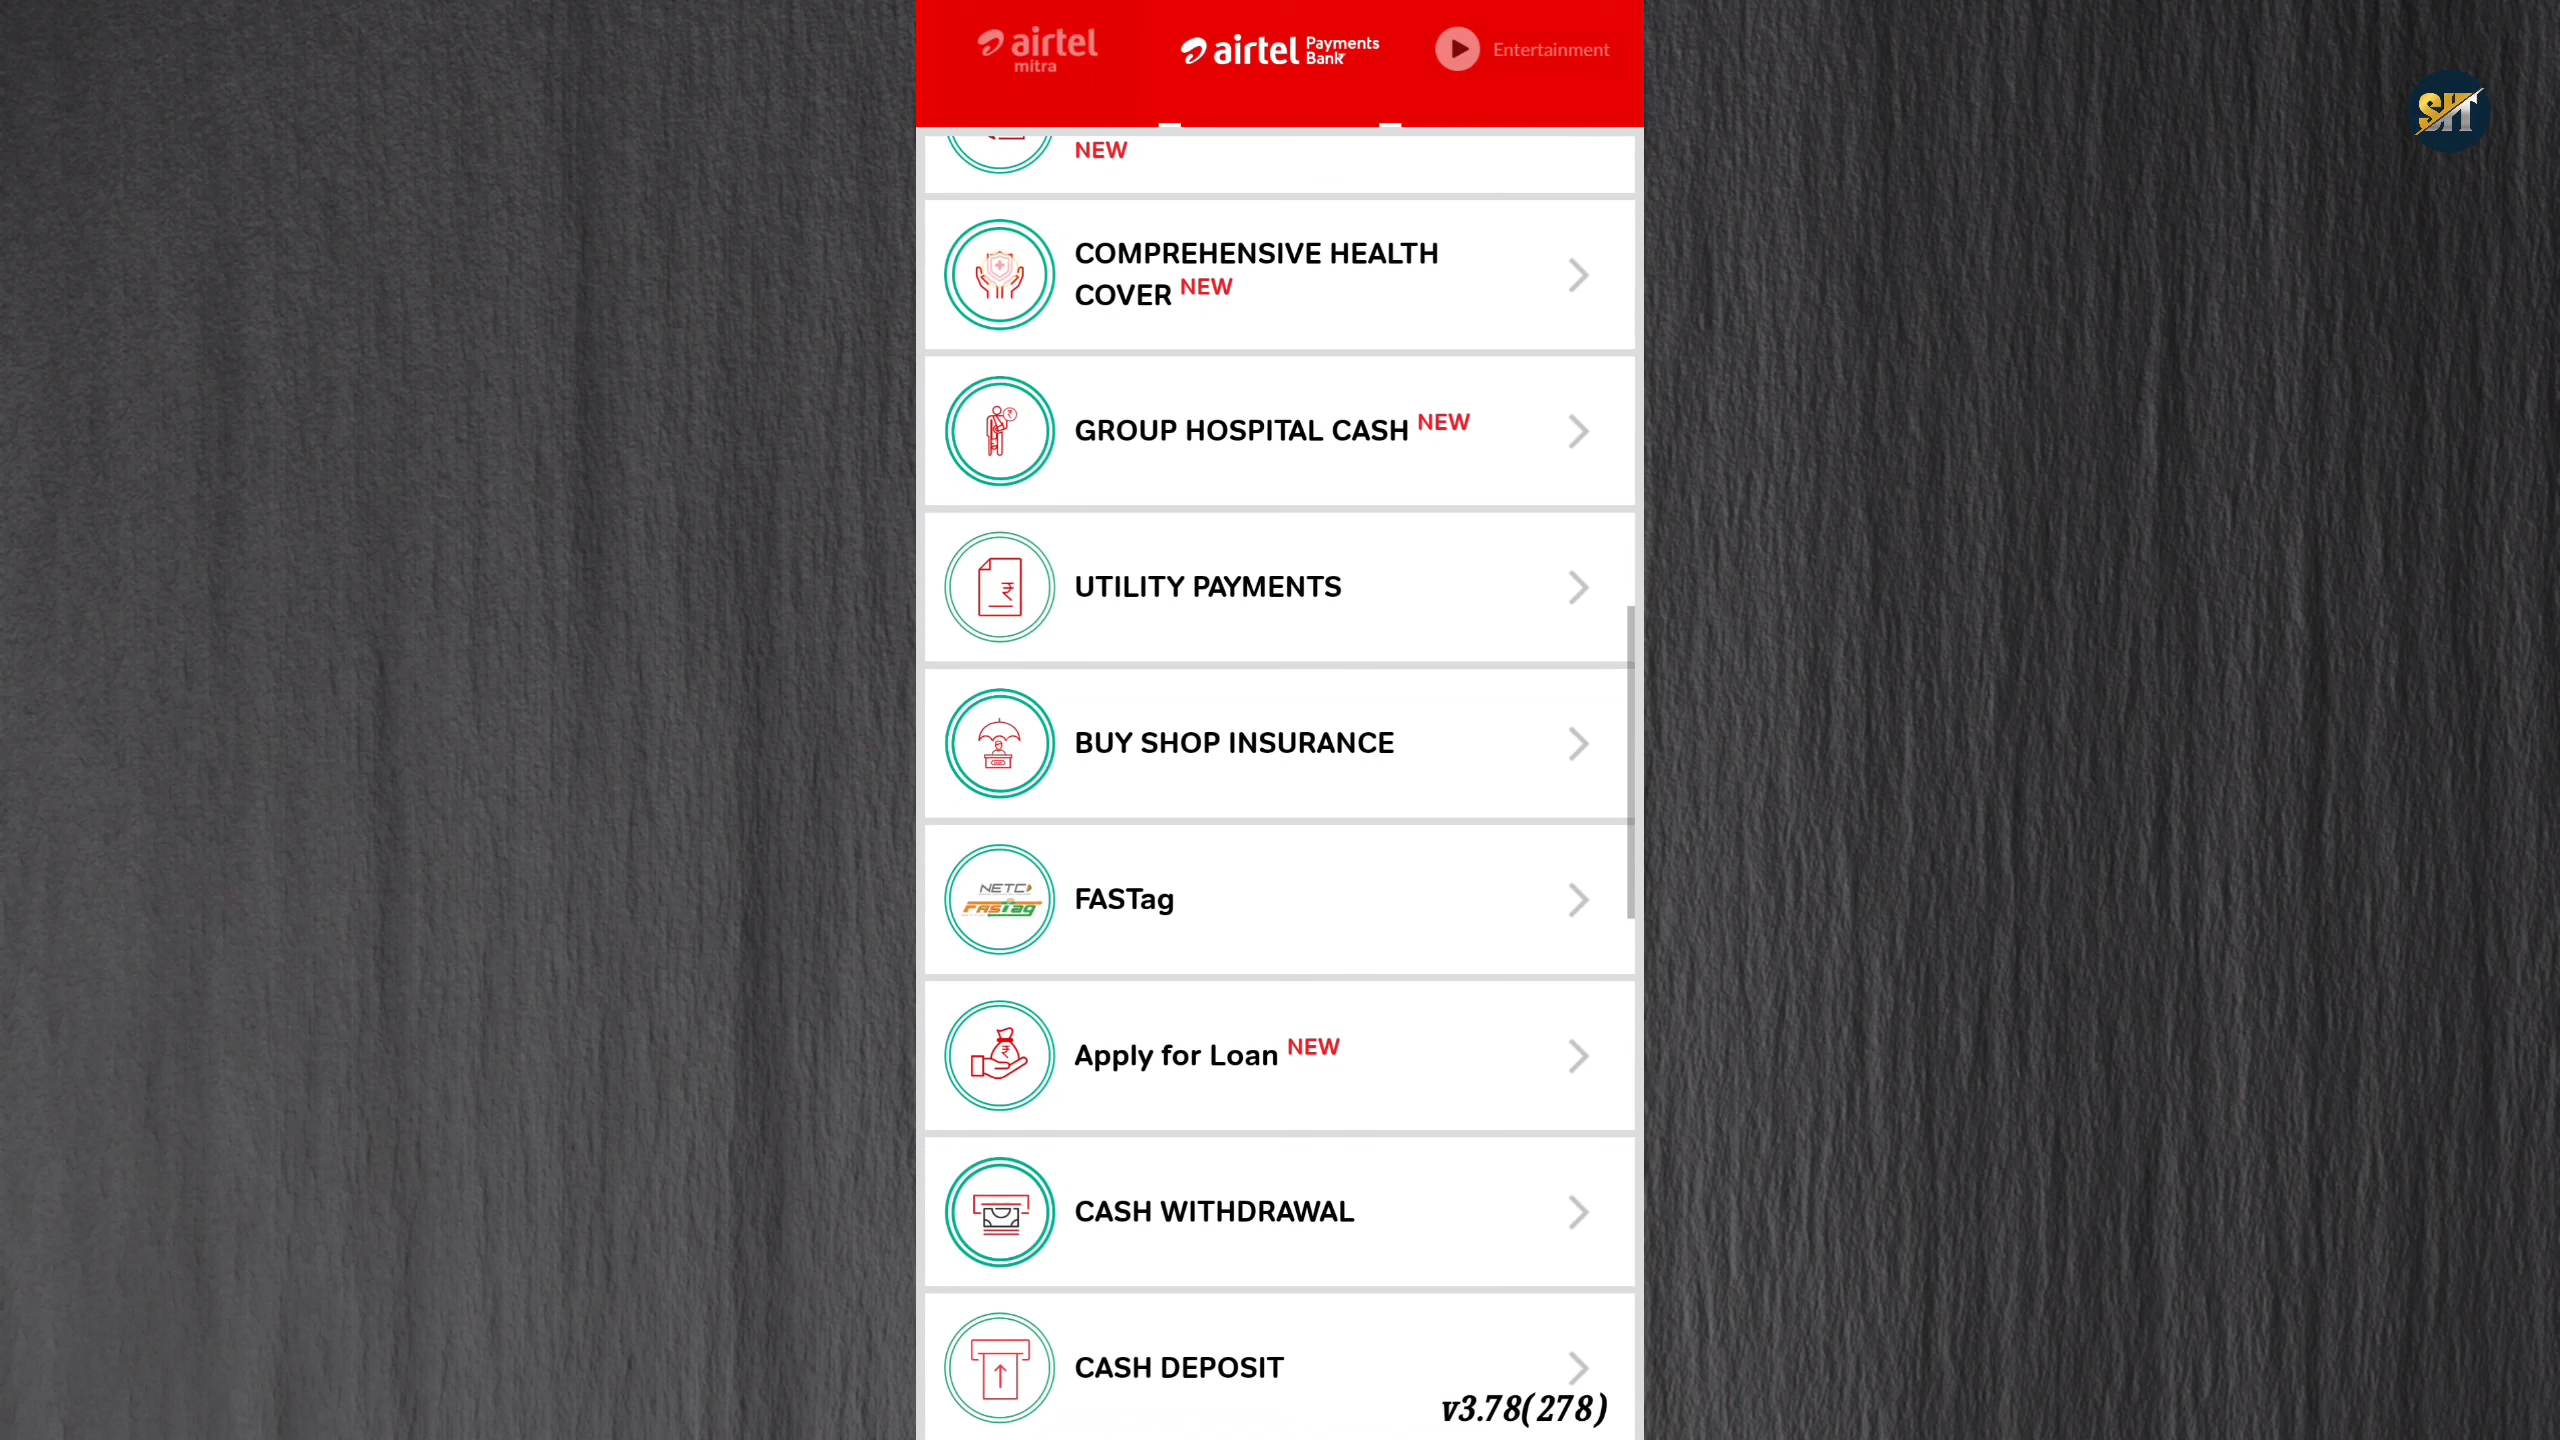 airtel
mitra
airtel Payments Bank
Entertainment
SHT
NEW
COMPREHENSIVE HEALTH
COVER NEW
GROUP HOSPITAL CASH NEW
UTILITY PAYMENTS
BUY SHOP INSURANCE
NETC
FASTag
FASTag
Apply for Loan NEW
CASH WITHDRAWAL
CASH DEPOSIT
v3.78(278)